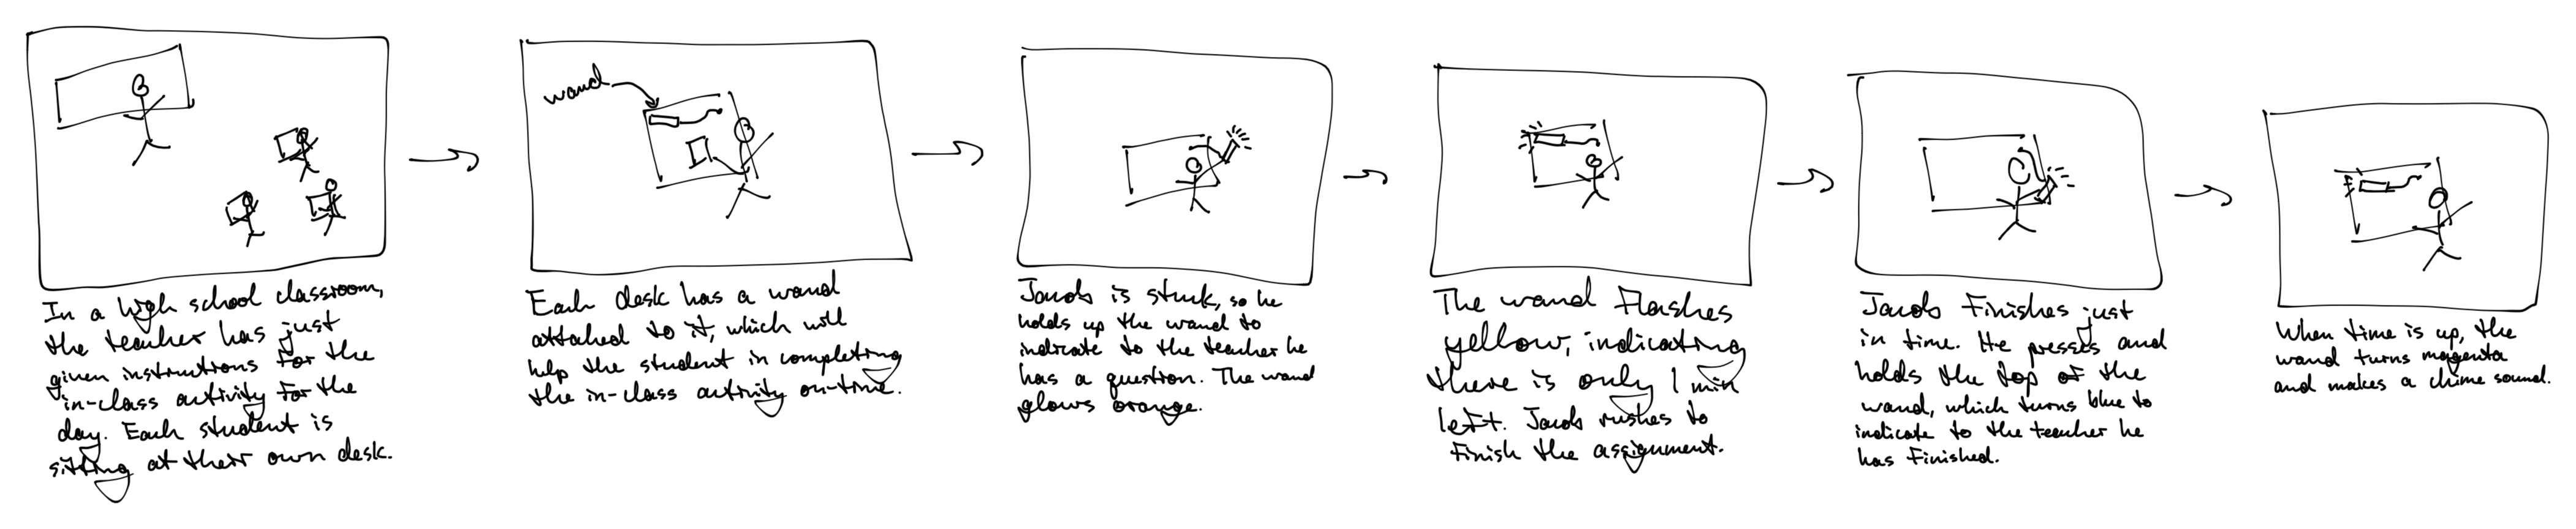 In a high school classroom,
the teacher has just
given instructions for the
in-class activity for the
day. Each student is
sitting at their own desk.
wand
Each desk has a wand
attached to it, which will
help the student in completing
the in-class activity on-time.
Jacob is stuck, so he
holds up the wand to
indicate to the teacher he
has a question. The wand
glows orange.
The wand flashes
yellow, indicating
there is only 1 min
left. Jacob rushes to
finish the assignment.
Jacob finishes just
in time. He presses and
holds the top of the
wand, which turns blue to
indicate to the teacher he
has finished.
When time is up, the
wand turns magenta
and makes a chime sound.